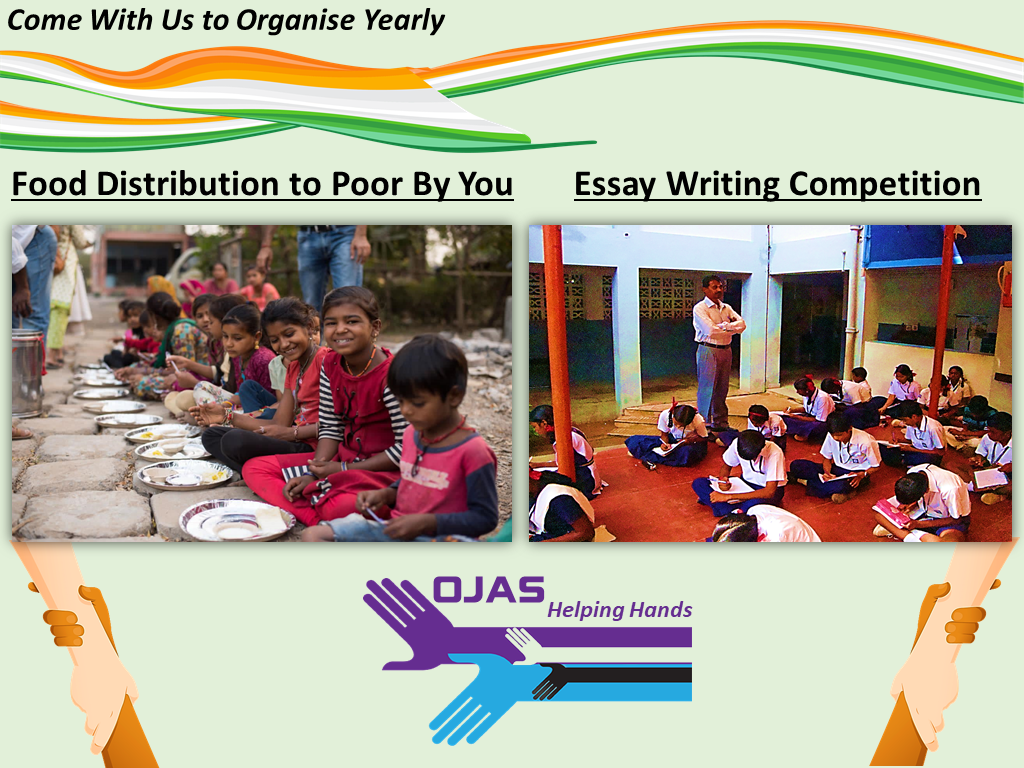 Come With Us to Organise Yearly
Food Distribution to Poor By You
Essay Writing Competition
OJAS
Helping Hands